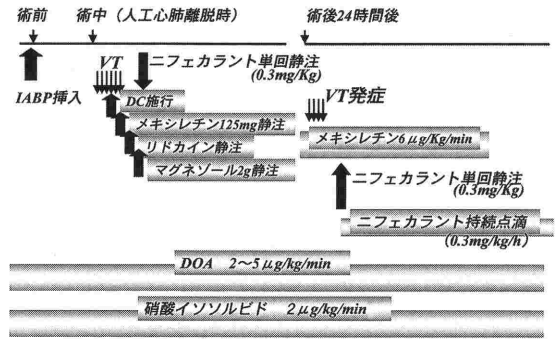 術前
術中（人工心肺離脱時）
術後24時間後
VT
ニフェカラント単回静注
(0.3mg/Kg)
IABP挿入
DC施行
メキシレチン125mg静注
リドカイン静注
マグネゾール2g静注
VT発症
メキシレチン6μg/Kg/min
ニフェカラント単回静注
(0.3mg/Kg)
ニフェカラント持続点滴
(0.3mg/kg/h）
DOA 2〜5μg/kg/min
硝酸イソソルビド 2μg/kg/min